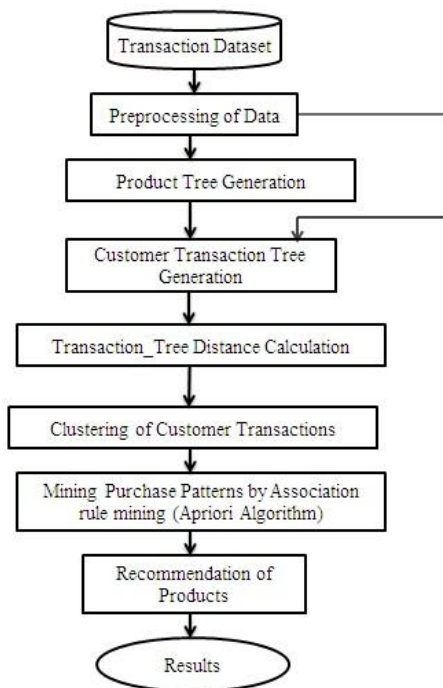 Transaction Dataset
Preprocessing of Data
Product Tree Generation
Customer Transaction Tree
Generation
Transaction_Tree Distance Calculation
Clustering of Customer Transactions
Mining Purchase Patterns by Association
rule mining (Apriori Algorithm)
Recommendation of
Products
Results